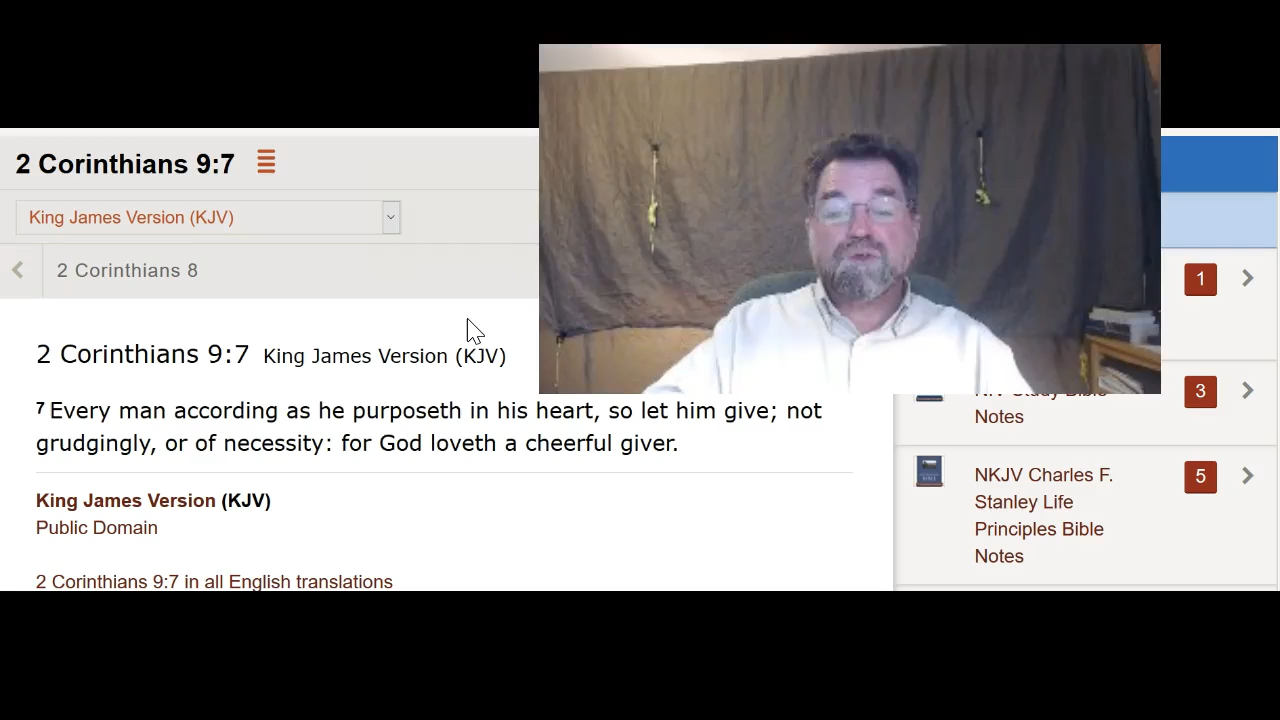 2 Corinthians 9:7
King James Version (KJV)
2 Corinthians 8
2 Corinthians 9:7 King James Version (KJV)
7 Every man according as he purposeth in his heart, so let him give; not
grudgingly, or of necessity: for God loveth a cheerful giver.
King James Version (KJV)
Public Domain
2 Corinthians 9:7 in all English translations
1
NIV Study Bible
Notes
3
NKJV Charles F.
Stanley Life
Principles Bible
Notes
5